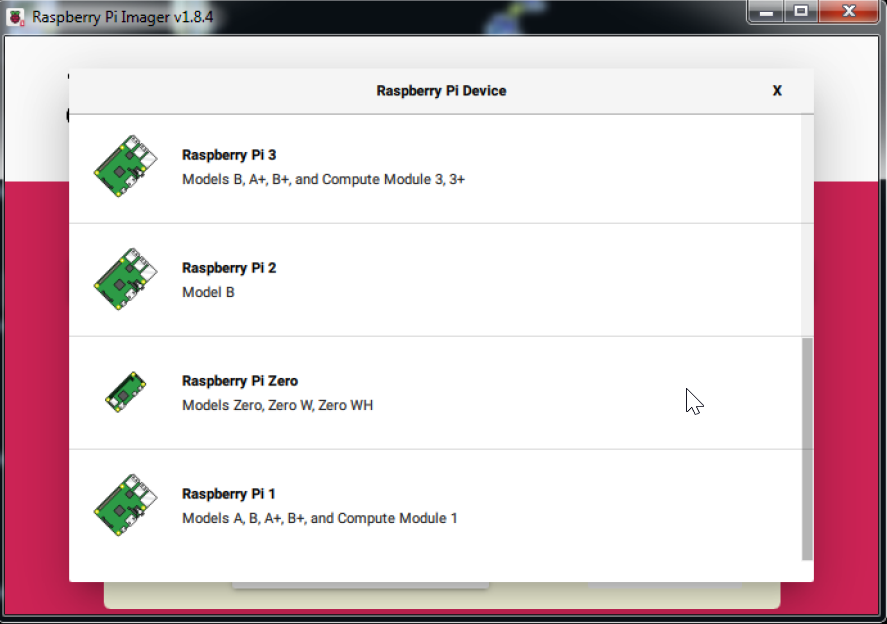 Raspberry Pi Imager v1.8.4
Raspberry Pi Device
X
Raspberry Pi 3
Models B, A+, B+, and Compute Module 3, 3+
Raspberry Pi 2
Model B
Raspberry Pi Zero
Models Zero, Zero W, Zero WH
Raspberry Pi 1
Models A, B, A+, B+, and Compute Module 1